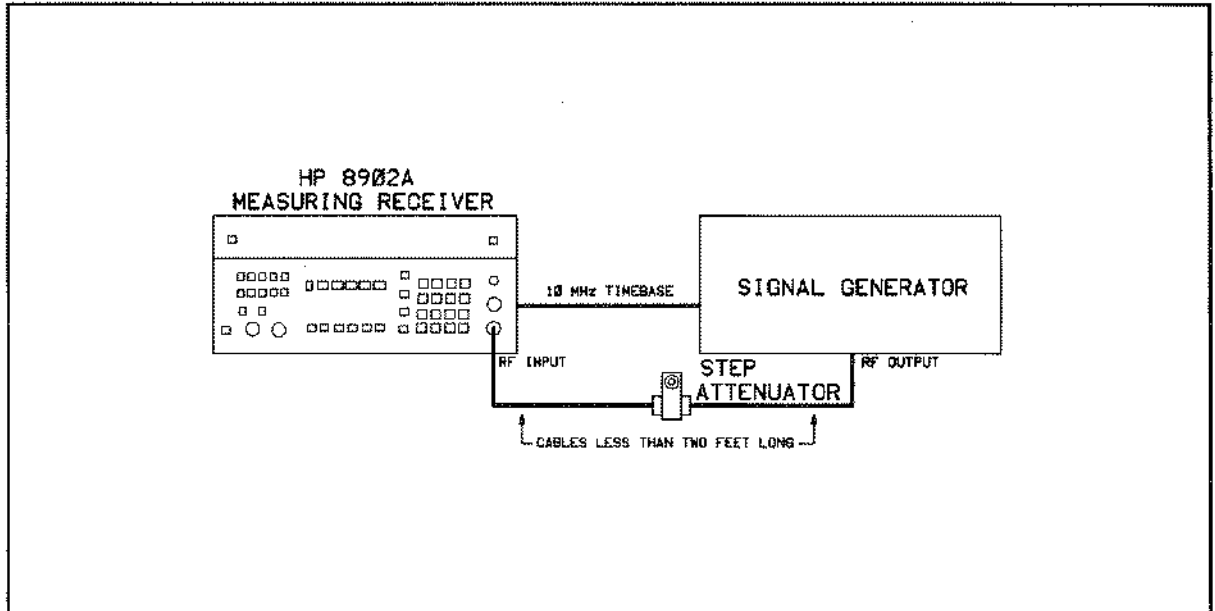 HP 8902A
MEASURING RECEIVER
10 MHz TIMEBASE
SIGNAL GENERATOR
RF INPUT
STEP
ATTENUATOR
RF OUTPUT
CABLES LESS THAN TWO FEET LONG